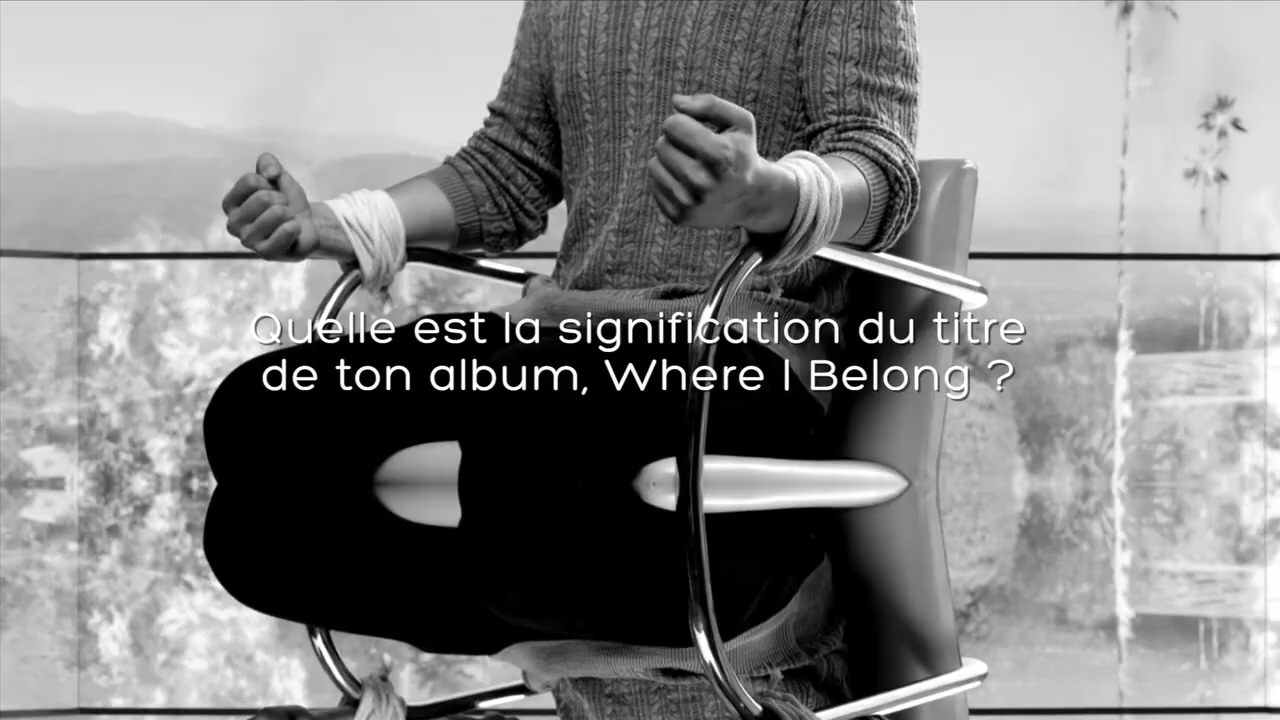 Quelle est la signification du titre
de ton album, Where I Belong ?